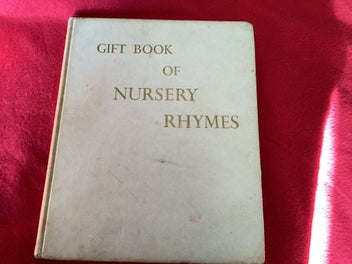 GIFT BOOK
OF
NURSERY
RHYMES